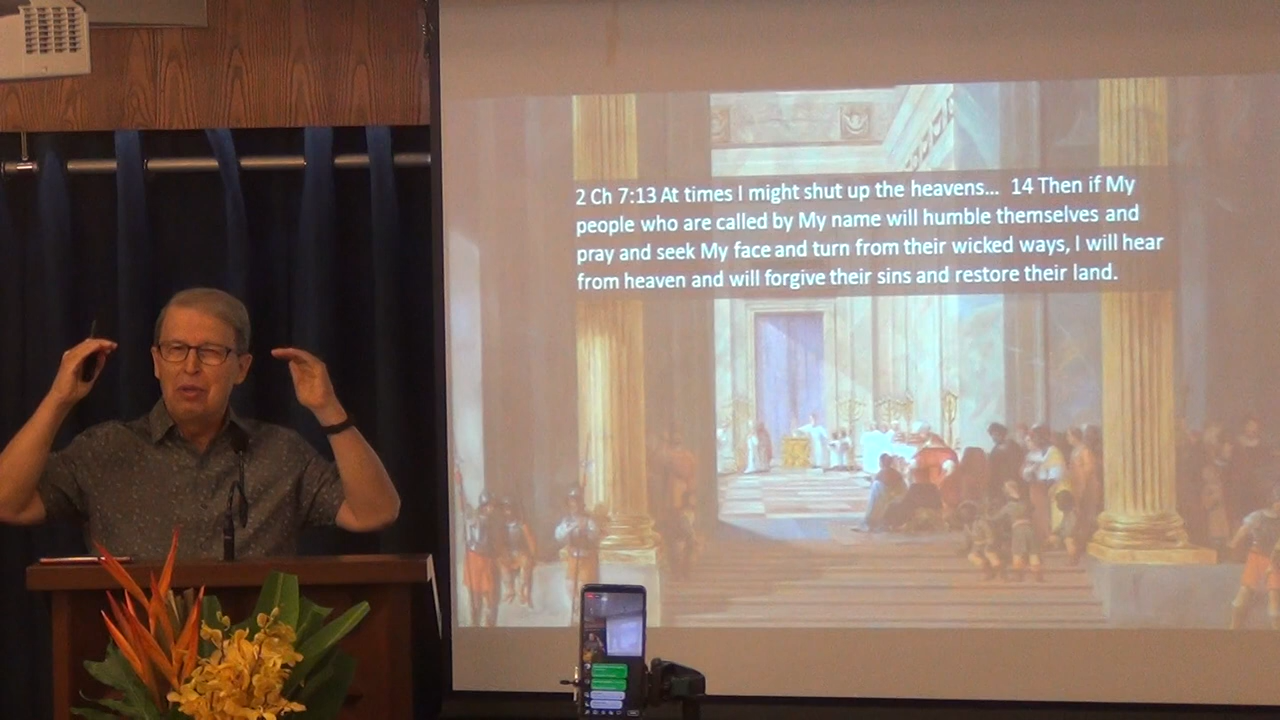 2 Ch 7:13 At times I might shut up the heavens... 14 Then if My
people who are called by My name will humble themselves and
pray and seek My face and turn from their wicked ways, I will hear
from heaven and will forgive their sins and restore their land.